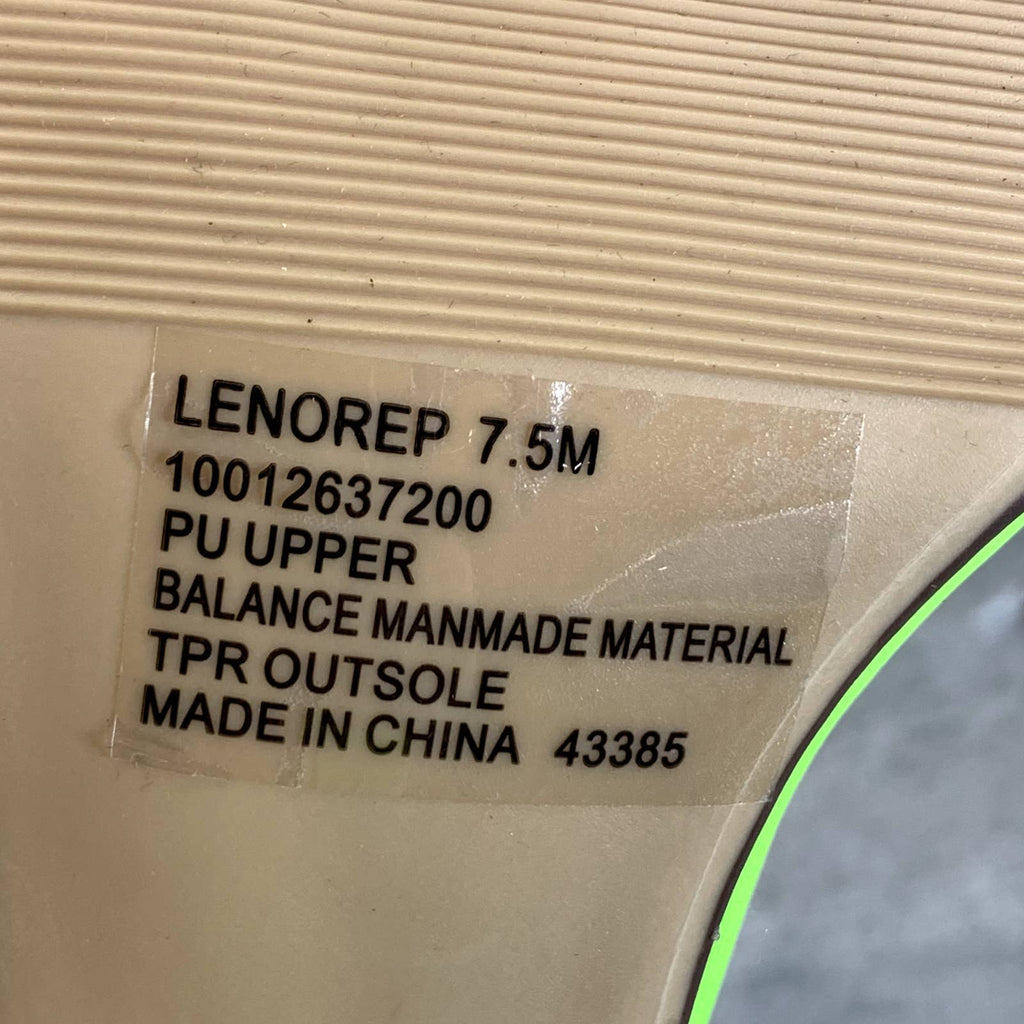 LENOREP 7.5M
10012637200
PU UPPER
BALANCE MANMADE MATERIAL
TPR OUTSOLE
MADE IN CHINA 43385